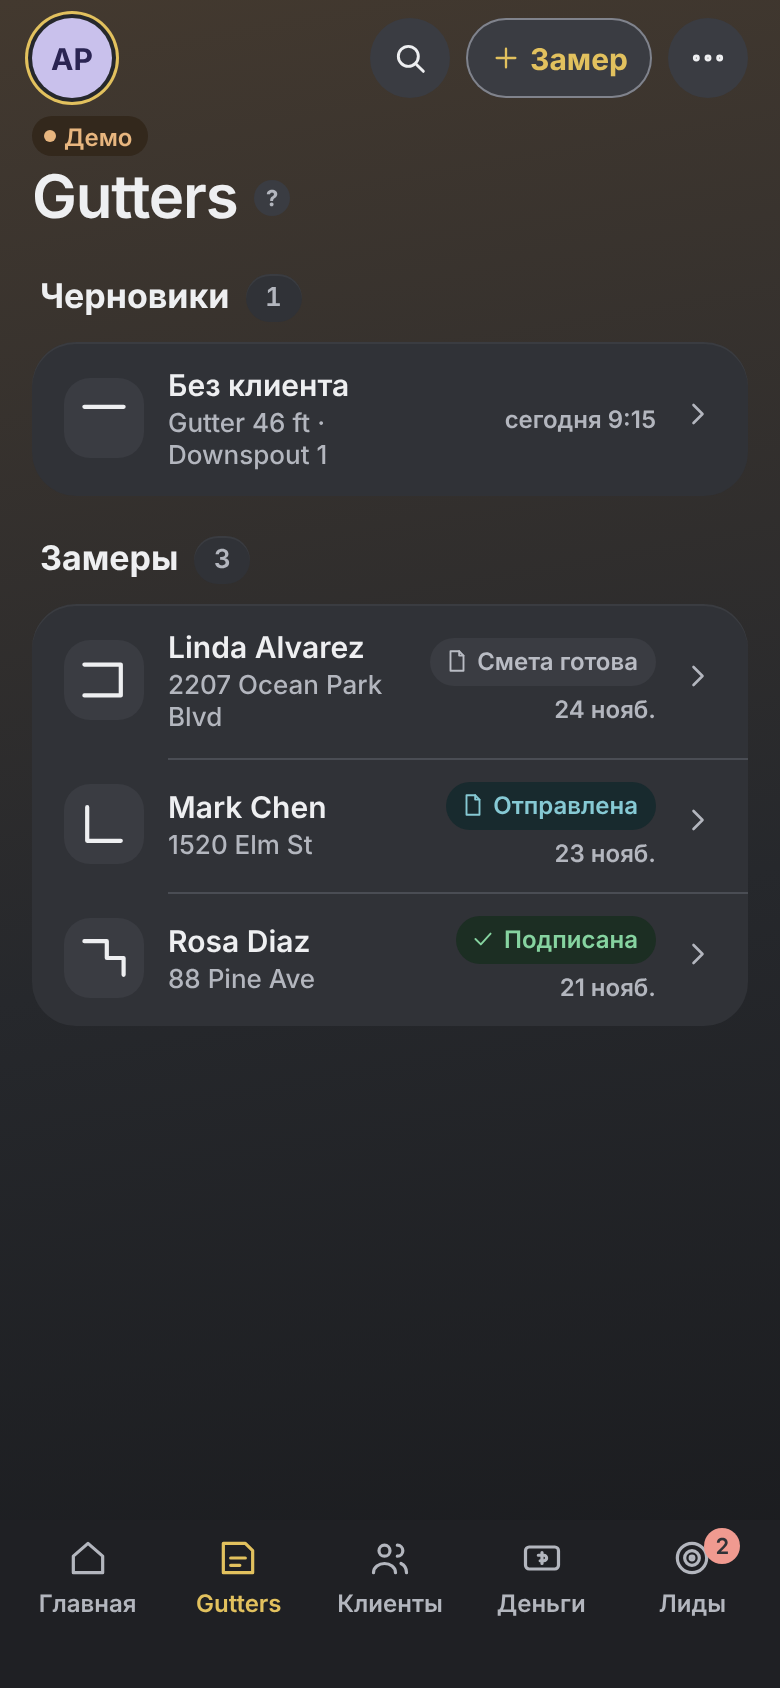 AP
+ Замер
Демо
Gutters ?
Черновики 1
Без клиента
Gutter 46 ft ·
Downspout 1
сегодня 9:15
Замеры 3
Linda Alvarez
2207 Ocean Park
Blvd
Смета готова
24 нояб.
Mark Chen
1520 Elm St
Отправлена
23 нояб.
Rosa Diaz
88 Pine Ave
Подписана
21 нояб.
2
Главная
Gutters
Клиенты
Деньги
Лиды